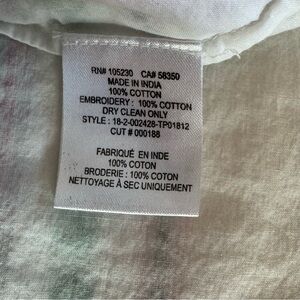 RN# 105230 CA# 58350
MADE IN INDIA
100% COTTON
EMBROIDERY : 100% COTTON
DRY CLEAN ONLY
STYLE : 18-2-002428-TP01812
CUT # 000188
FABRIQUÉ EN INDE
100% COTON
BRODERIE : 100% COTON
NETTOYAGE À SEC UNIQUEMENT